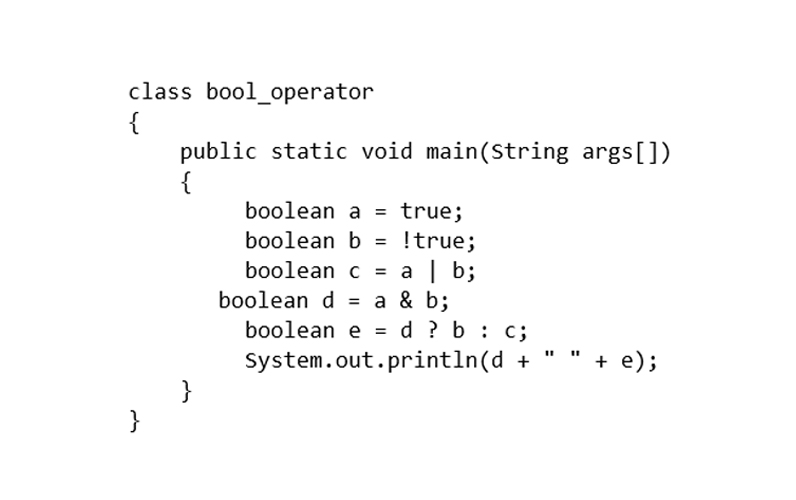 class bool_operator
{
    public static void main(String args[])
    {
         boolean a = true;
         boolean b = !true;
         boolean c = a | b;
       boolean d = a & b;
         boolean e = d ? b : c;
         System.out.println(d + " " + e);
    }
}